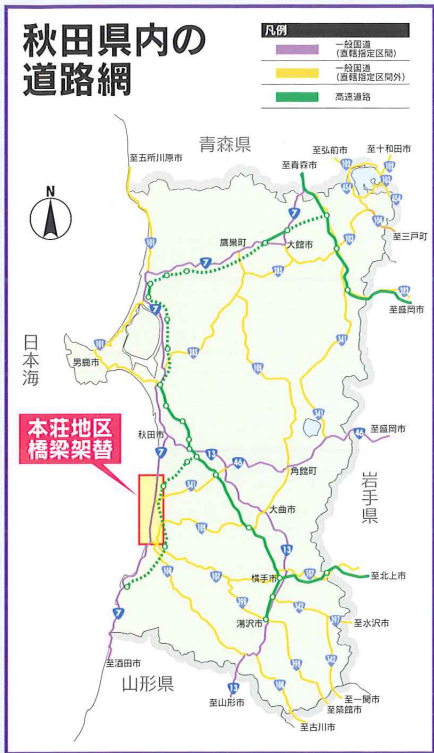 秋田県内の
道路網
凡例
一般国道
(直轄指定区間)
一般国道
(直轄指定区間外)
高速道路
青森県
至五所川原市
至青森市
至弘前市
至十和田市
至三戸町
N
7
101
鷹巣町
大館市
103
至盛岡市
日本海
男鹿市
秋田市
本荘地区
橋梁架替
13
46
角館町
至盛岡市
岩手県
大曲市
横手市
107
至北上市
湯沢市
至水沢市
至酒田市
山形県
至山形市
至一関市
至築館市
至古川市